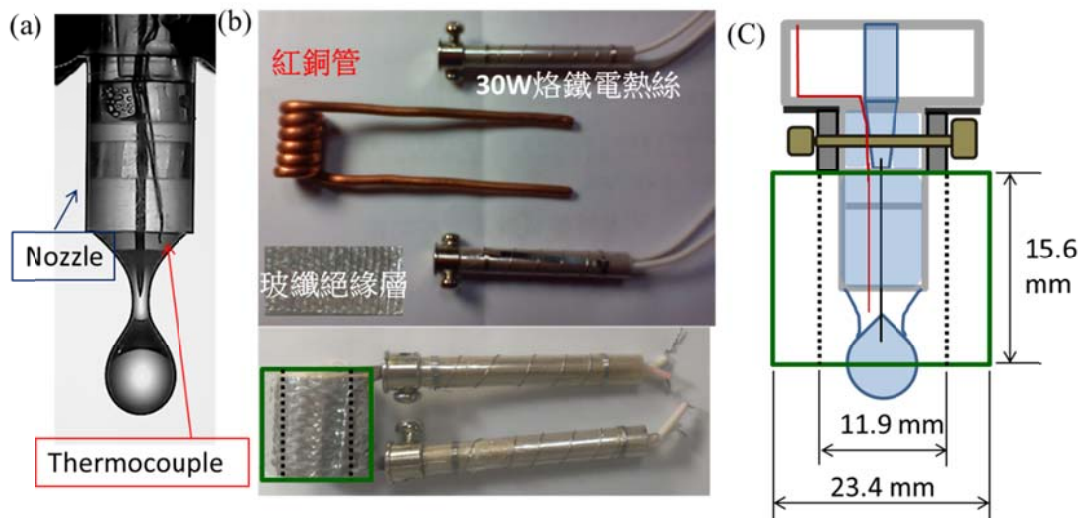 (a)
Nozzle
Thermocouple
(b)
紅銅管
30W烙鐵電熱絲
玻纖絕緣層
(C)
15.6
mm
11.9 mm
23.4 mm